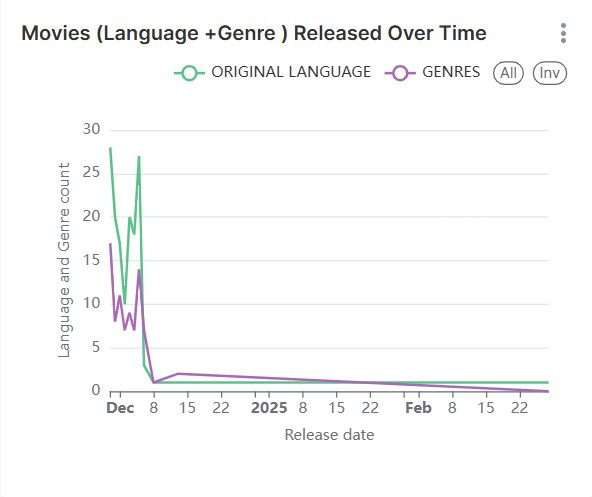 Movies (Language +Genre ) Released Over Time
ORIGINAL LANGUAGE GENRES All Inv
Language and Genre count
30
25
20
15
10
5
0
Dec 8 15 22 2025 8 15 22 Feb 8 15 22
Release date